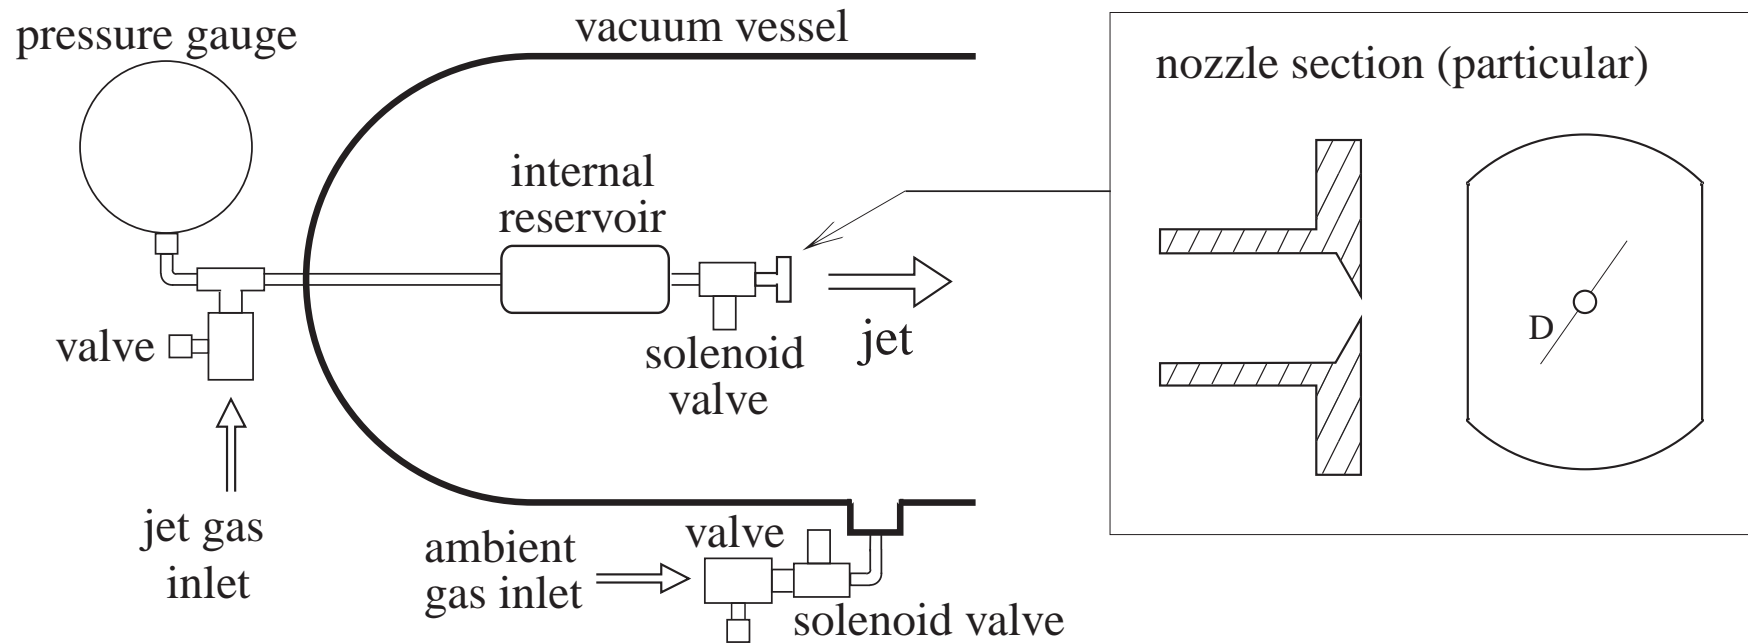 pressure gauge
vacuum vessel
nozzle section (particular)
internal
reservoir
D
valve
solenoid
valve
jet
jet gas
inlet
ambient
gas inlet
valve
solenoid valve